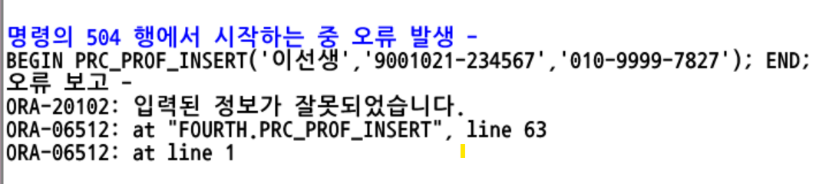 명령의 504 행에서 시작하는 중 오류 발생 -
BEGIN PRC_PROF_INSERT('이선생','9001021-234567','010-9999-7827'); END;
오류 보고 -
ORA-20102: 입력된 정보가 잘못되었습니다.
ORA-06512: at "FOURTH.PRC_PROF_INSERT", line 63
ORA-06512: at line 1